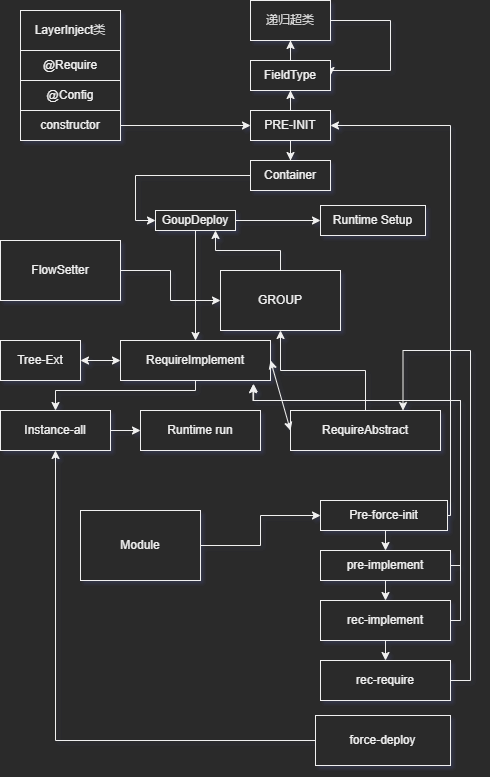 递归超类
LayerInject类
@Require
FieldType
@Config
constructor
PRE-INIT
Container
GoupDeploy
Runtime Setup
FlowSetter
GROUP
Tree-Ext
RequireImplement
Instance-all
Runtime run
RequireAbstract
Pre-force-init
Module
pre-implement
rec-implement
rec-require
force-deploy